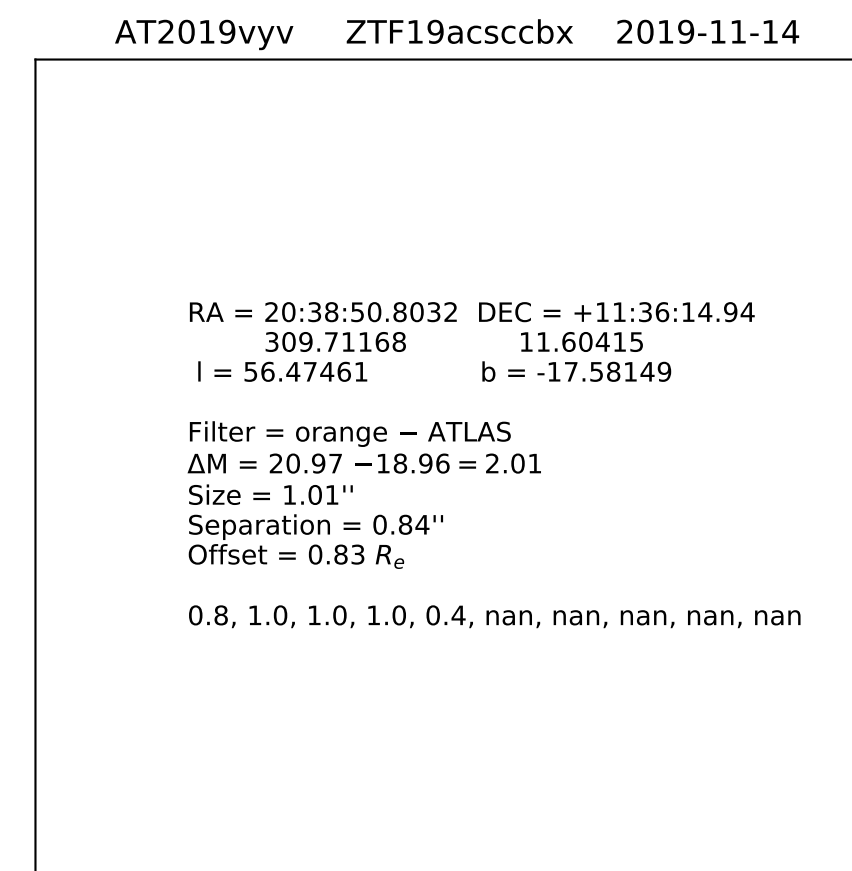 AT2019vyv ZTF19acsccbx 2019-11-14
RA = 20:38:50.8032 DEC = +11:36:14.94
309.71168 11.60415
l = 56.47461 b = -17.58149
Filter = orange − ATLAS
ΔM = 20.97 −18.96 = 2.01
Size = 1.01''
Separation = 0.84''
Offset = 0.83 Rₑ
0.8, 1.0, 1.0, 1.0, 0.4, nan, nan, nan, nan, nan